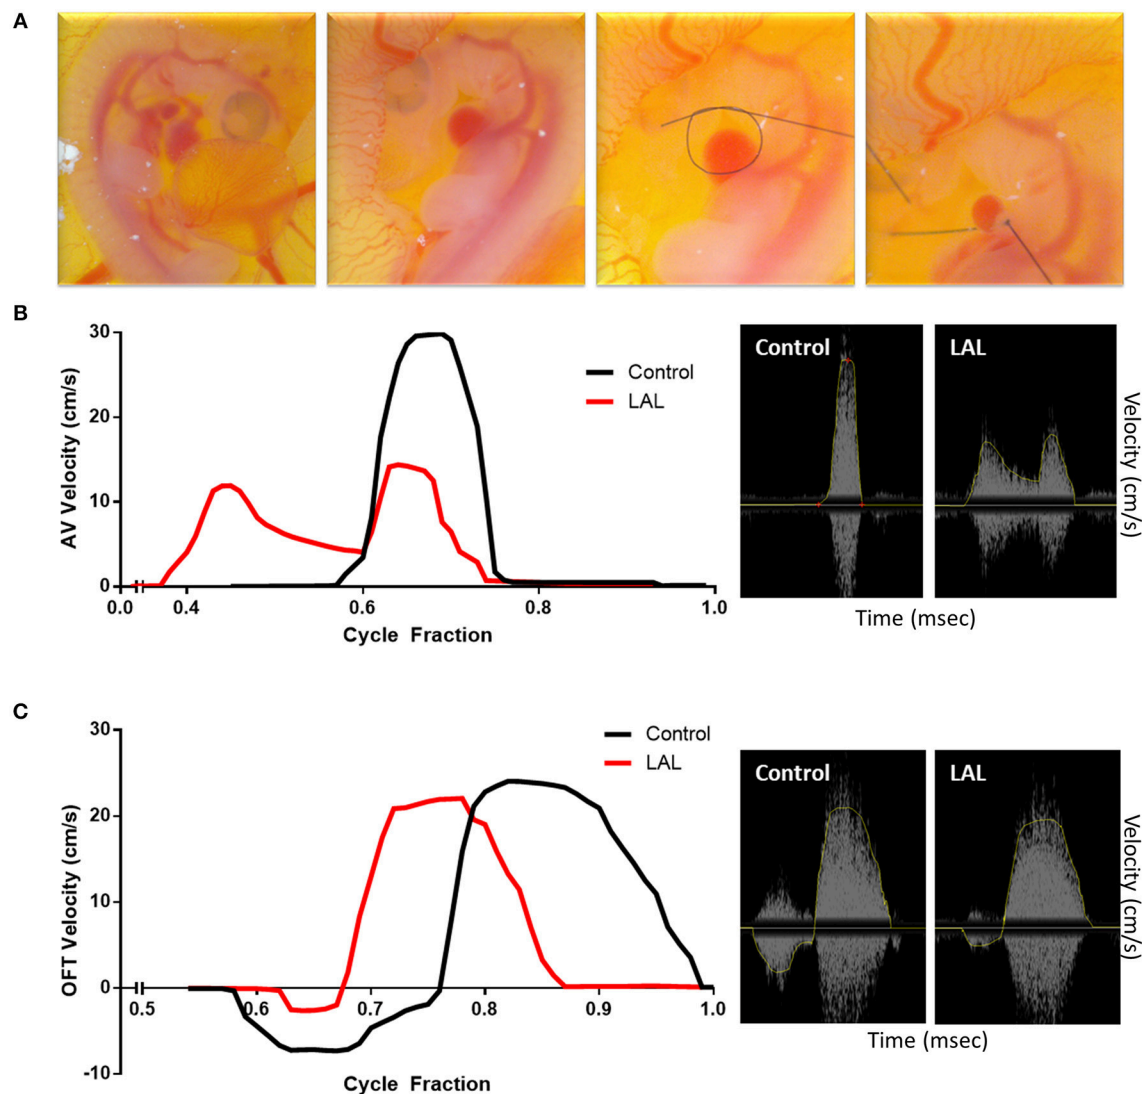 A
B
30
20
10
0
AV Velocity (cm/s)
0.0
0.4
0.6
0.8
1.0
Cycle Fraction
Control
LAL
Control
LAL
Velocity (cm/s)
Time (msec)
C
30
20
10
0
-10
OFT Velocity (cm/s)
0.5
0.6
0.7
0.8
0.9
1.0
Cycle Fraction
Control
LAL
Control
LAL
Velocity (cm/s)
Time (msec)